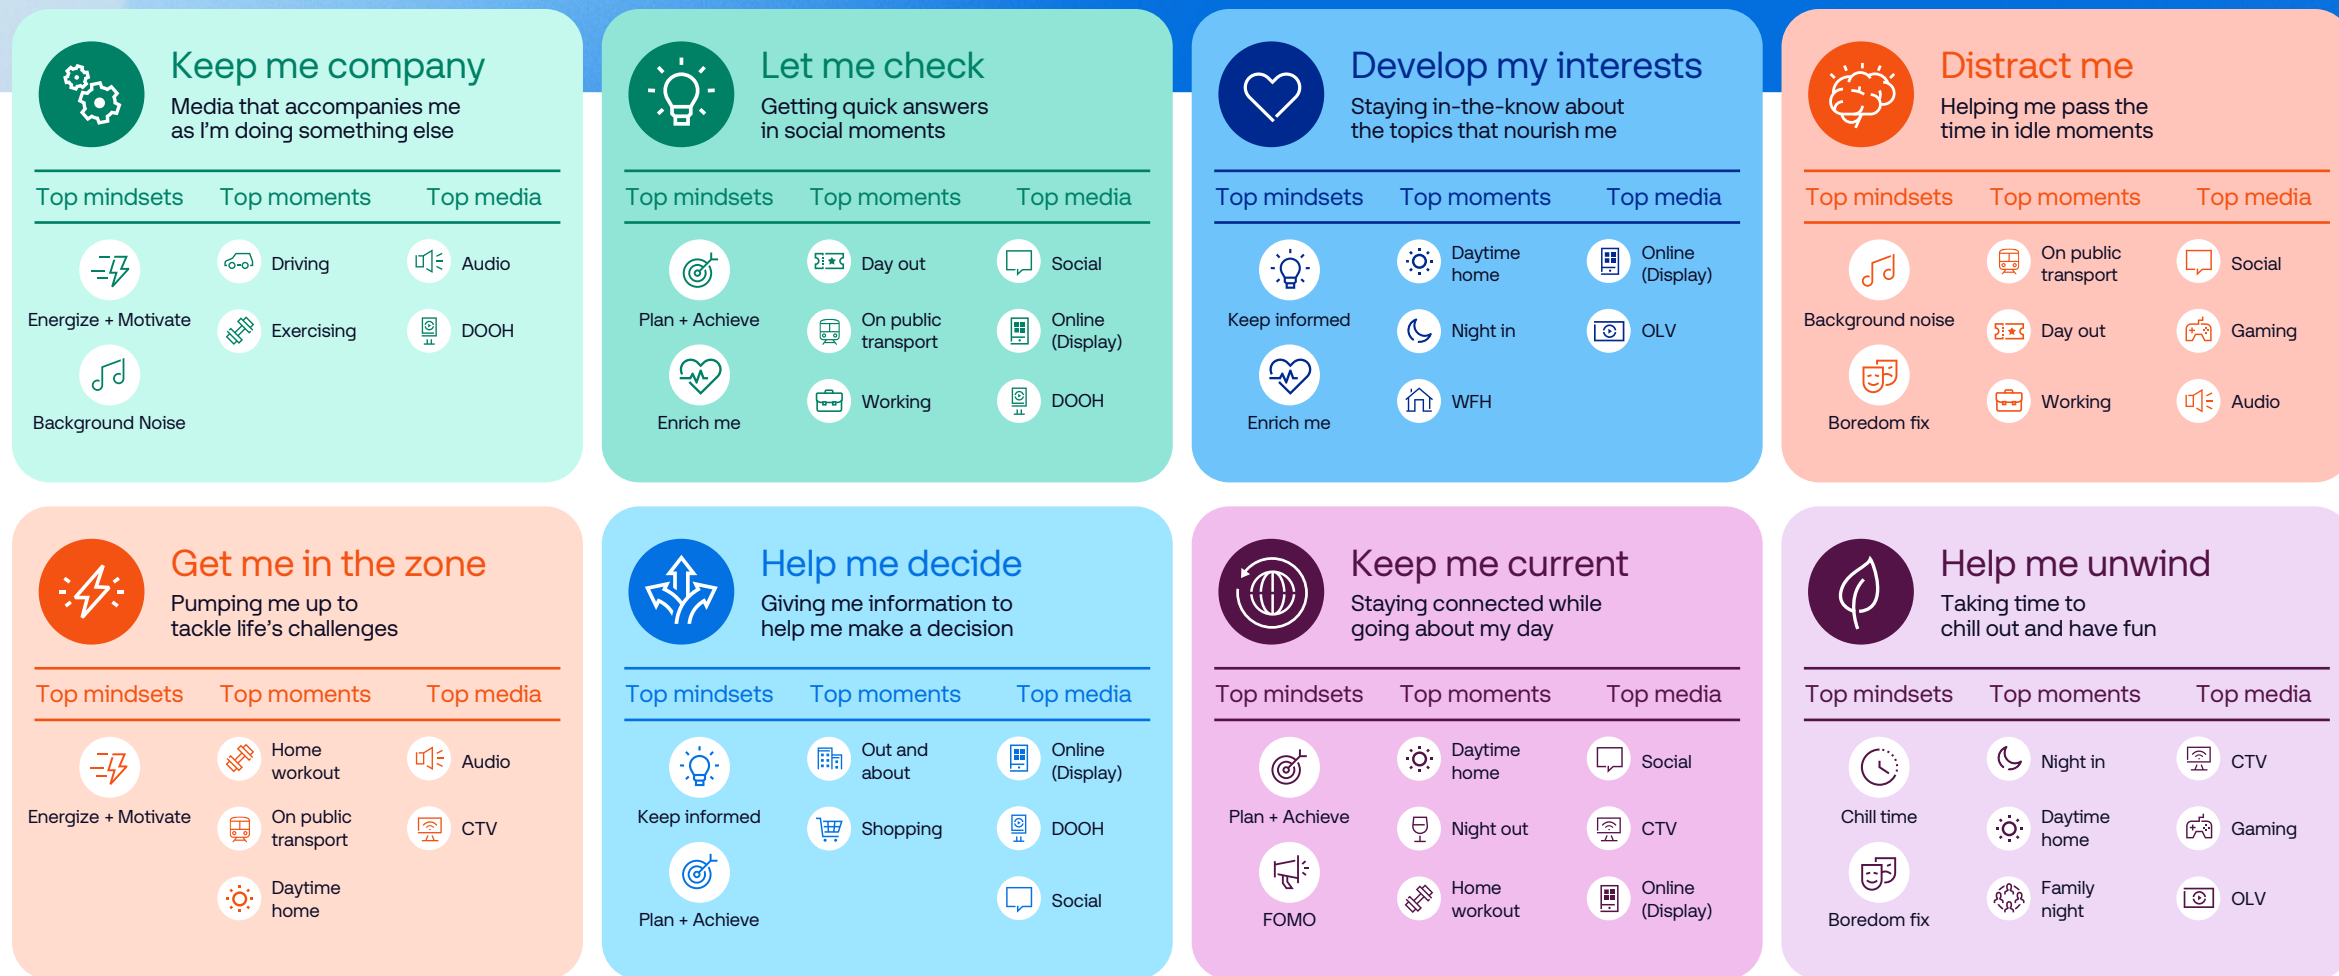 Keep me company
Media that accompanies me
as I'm doing something else
Top mindsets Top moments Top media
Energize + Motivate
Background Noise
Driving
Exercising
Audio
DOOH
Let me check
Getting quick answers
in social moments
Top mindsets Top moments Top media
Plan + Achieve
Enrich me
Day out
On public
transport
Working
Social
Online
(Display)
DOOH
Develop my interests
Staying in-the-know about
the topics that nourish me
Top mindsets Top moments Top media
Keep informed
Enrich me
Daytime
home
Night in
WFH
Online
(Display)
OLV
Distract me
Helping me pass the
time in idle moments
Top mindsets Top moments Top media
Background noise
Boredom fix
On public
transport
Day out
Working
Social
Gaming
Audio
Get me in the zone
Pumping me up to
tackle life's challenges
Top mindsets Top moments Top media
Energize + Motivate
Home
workout
On public
transport
Daytime
home
Audio
CTV
Help me decide
Giving me information to
help me make a decision
Top mindsets Top moments Top media
Keep informed
Plan + Achieve
Out and
about
Shopping
Online
(Display)
DOOH
Social
Keep me current
Staying connected while
going about my day
Top mindsets Top moments Top media
Plan + Achieve
FOMO
Daytime
home
Night out
Home
workout
Social
CTV
Online
(Display)
Help me unwind
Taking time to
chill out and have fun
Top mindsets Top moments Top media
Chill time
Boredom fix
Night in
Daytime
home
Family
night
CTV
Gaming
OLV